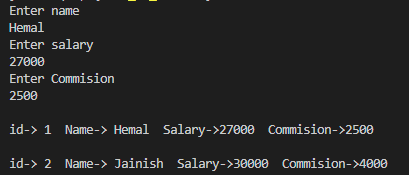 Enter name
Hemal
Enter salary
27000
Enter Commision
2500
id-> 1  Name-> Hemal  Salary->27000  Commision->2500
id-> 2  Name-> Jainish  Salary->30000  Commision->4000